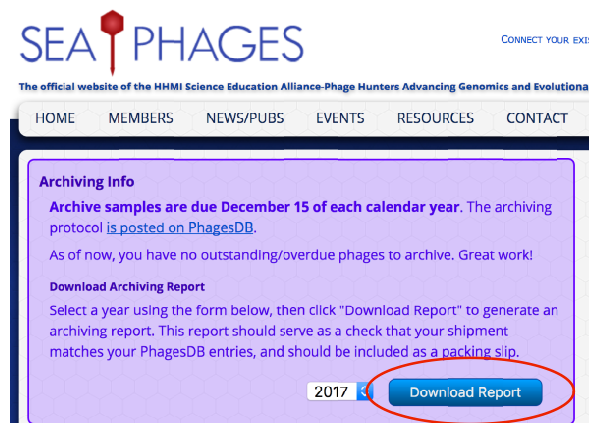 SEA PHAGES
CONNECT YOUR EXIS
The official website of the HHMI Science Education Alliance-Phage Hunters Advancing Genomics and Evolutiona
HOME MEMBERS NEWS/PUBS EVENTS RESOURCES CONTACT
Archiving Info
Archive samples are due December 15 of each calendar year. The archiving
protocol is posted on PhagesDB.
As of now, you have no outstanding/overdue phages to archive. Great work!
Download Archiving Report
Select a year using the form below, then click "Download Report" to generate an
archiving report. This report should serve as a check that your shipment
matches your PhagesDB entries, and should be included as a packing slip.
2017 Download Report